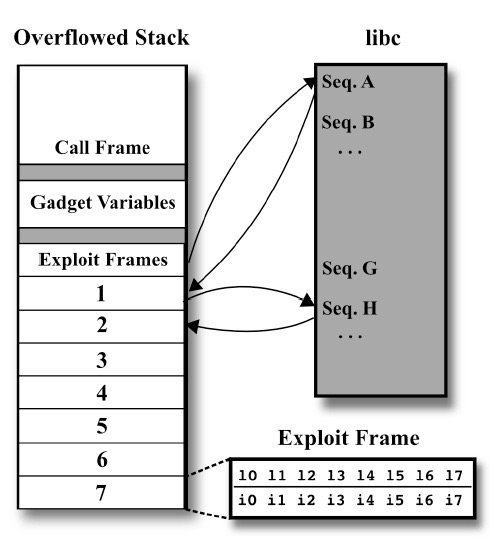 Overflowed Stack
libc
Call Frame
Gadget Variables
Exploit Frames
1
2
3
4
5
6
7
Seq. A
Seq. B
. . .
Seq. G
Seq. H
. . .
Exploit Frame
l0 l1 l2 l3 l4 l5 l6 l7
i0 i1 i2 i3 i4 i5 i6 i7